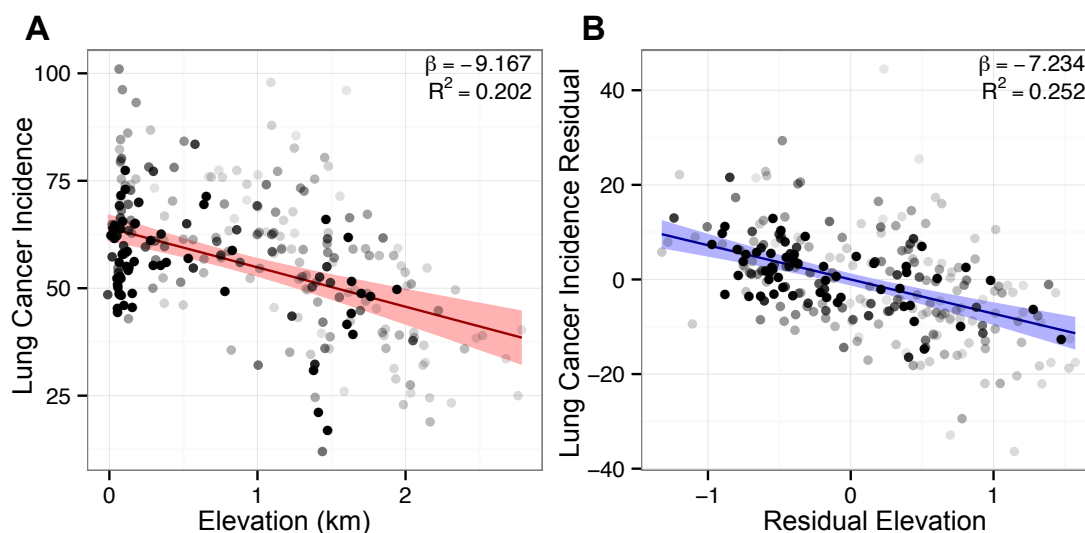 A
β = −9.167
R² = 0.202
100
75
50
25
0
1
2
Lung Cancer Incidence
Elevation (km)
B
β = −7.234
R² = 0.252
40
20
0
−20
−40
−1
0
1
Lung Cancer Incidence Residual
Residual Elevation